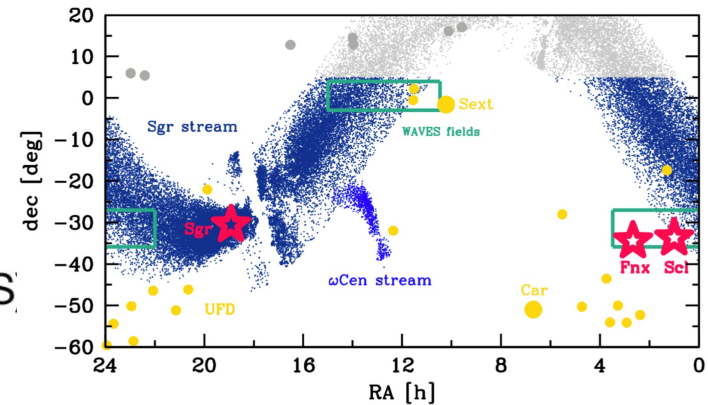 20
10
0
−10
−20
−30
−40
−50
−60
dec [deg]
Sgr stream
Sext
WAVES fields
Sgr
Fnx Scl
ωCen stream
Car
UFD
24 20 16 12 8 4 0
RA [h]
S